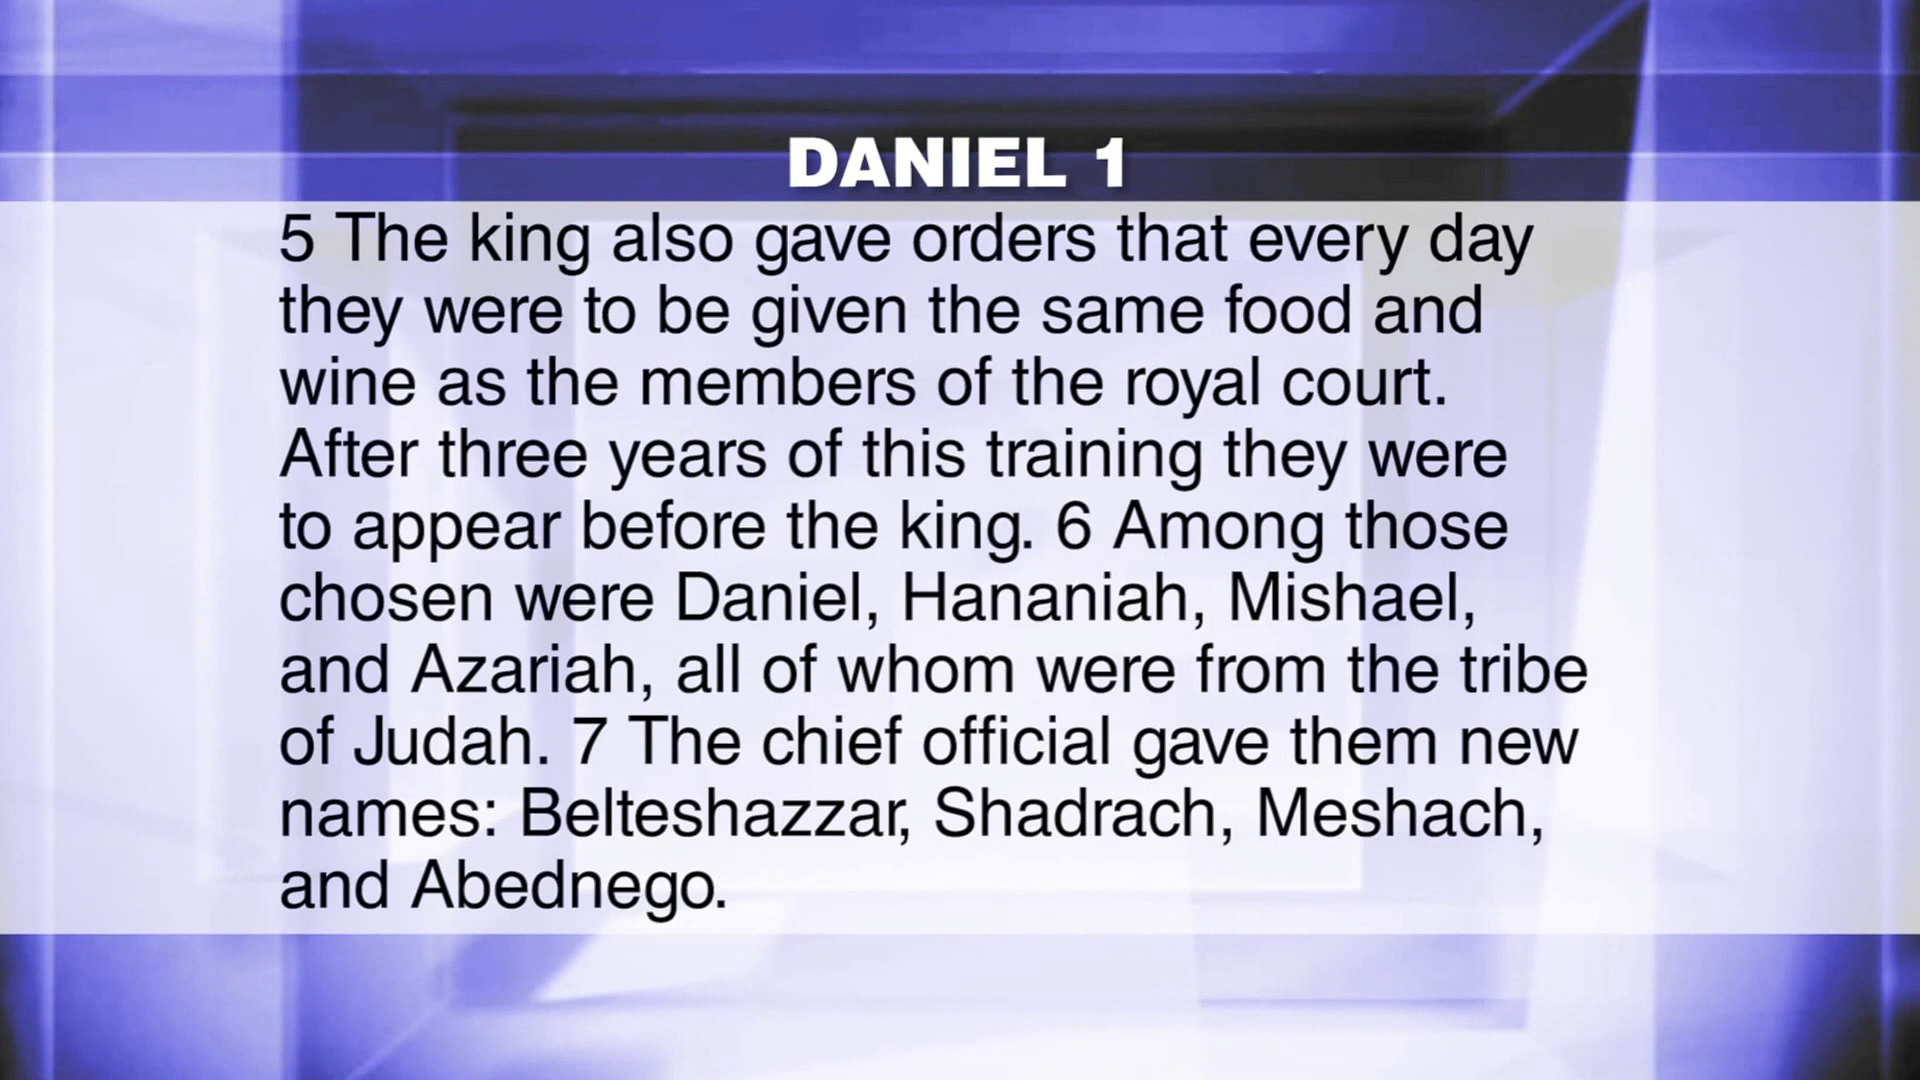 DANIEL 1
5 The king also gave orders that every day
they were to be given the same food and
wine as the members of the royal court.
After three years of this training they were
to appear before the king. 6 Among those
chosen were Daniel, Hananiah, Mishael,
and Azariah, all of whom were from the tribe
of Judah. 7 The chief official gave them new
names: Belteshazzar, Shadrach, Meshach,
and Abednego.